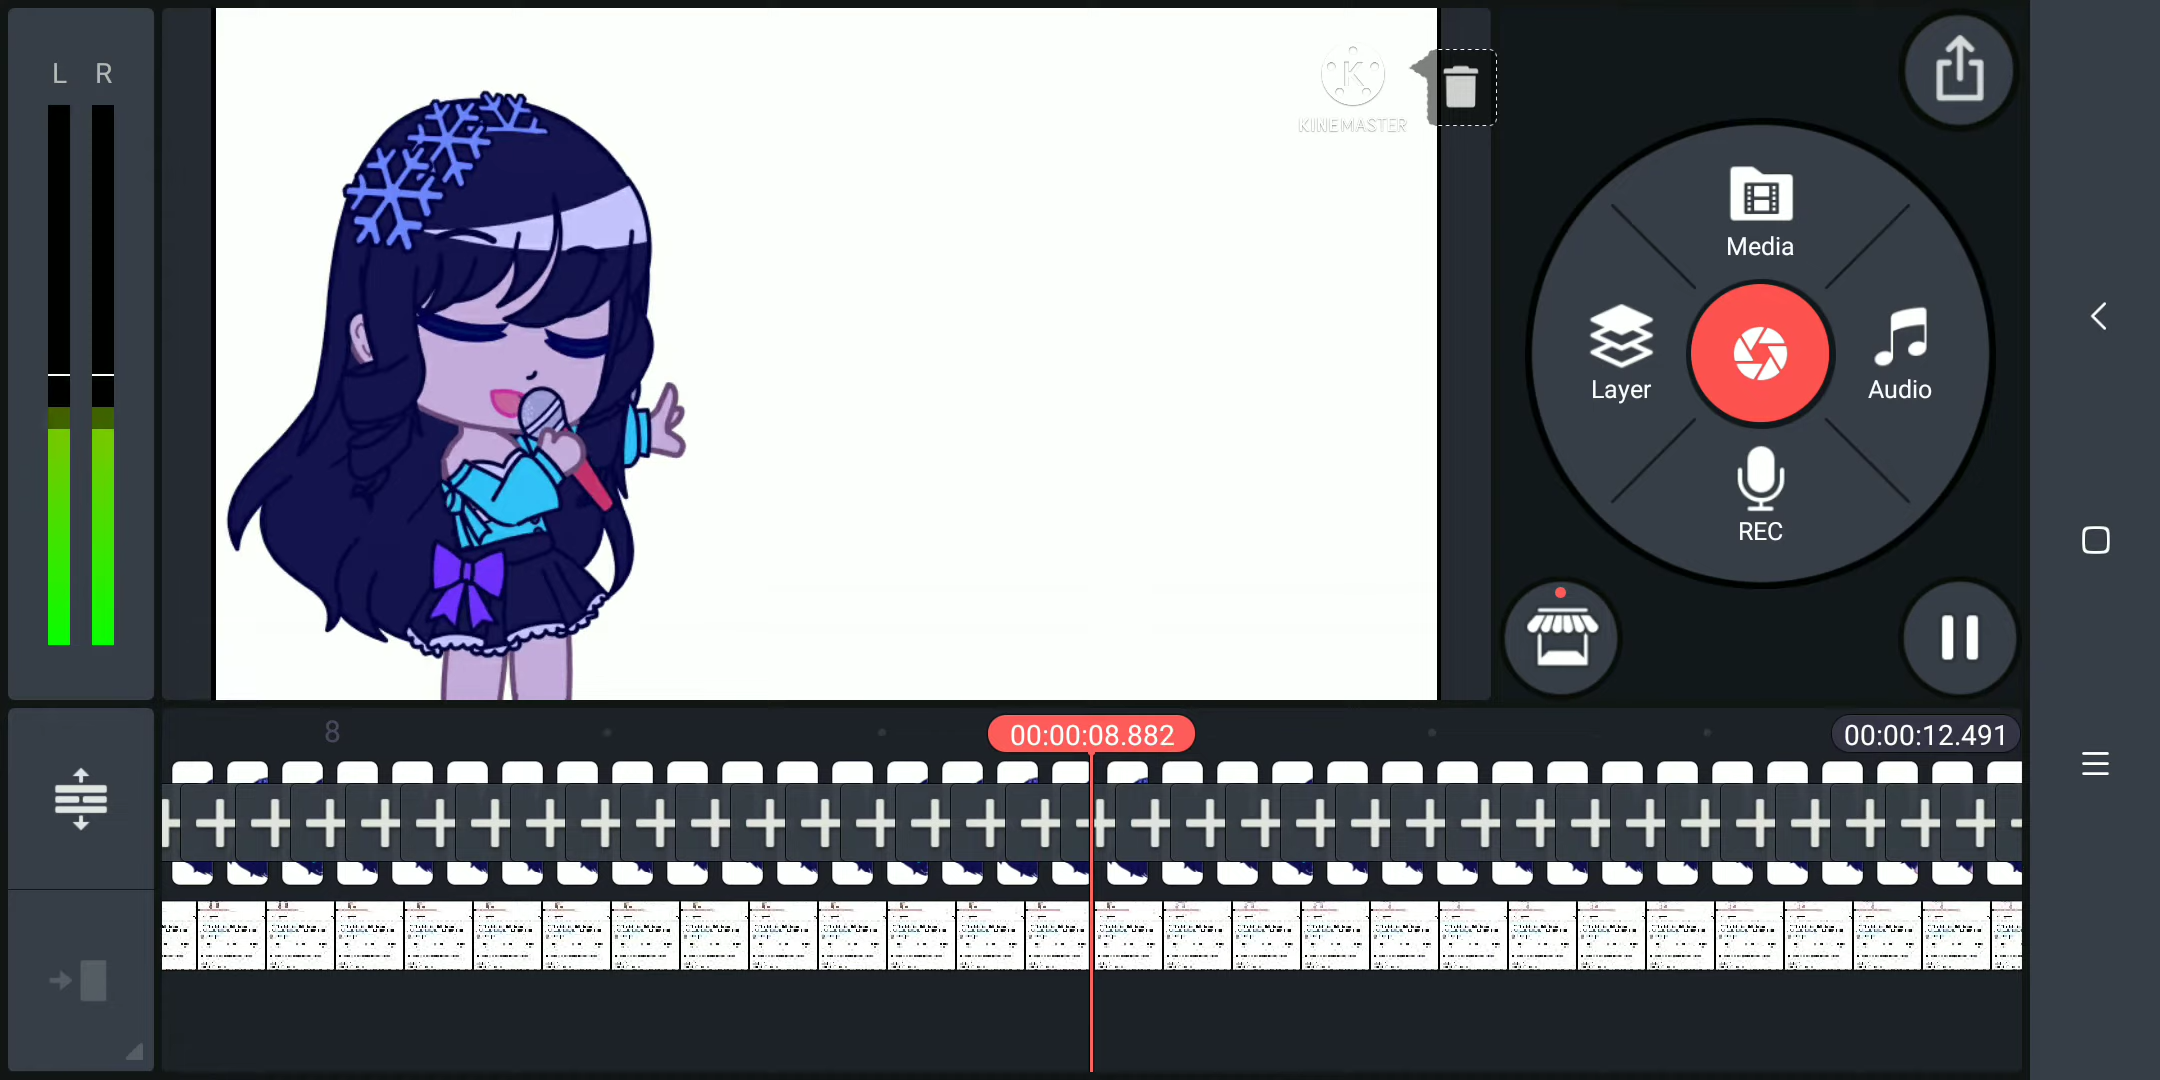 L R
KINEMASTER
Media
Layer
Audio
REC
8
00:00:08.882
00:00:12.491